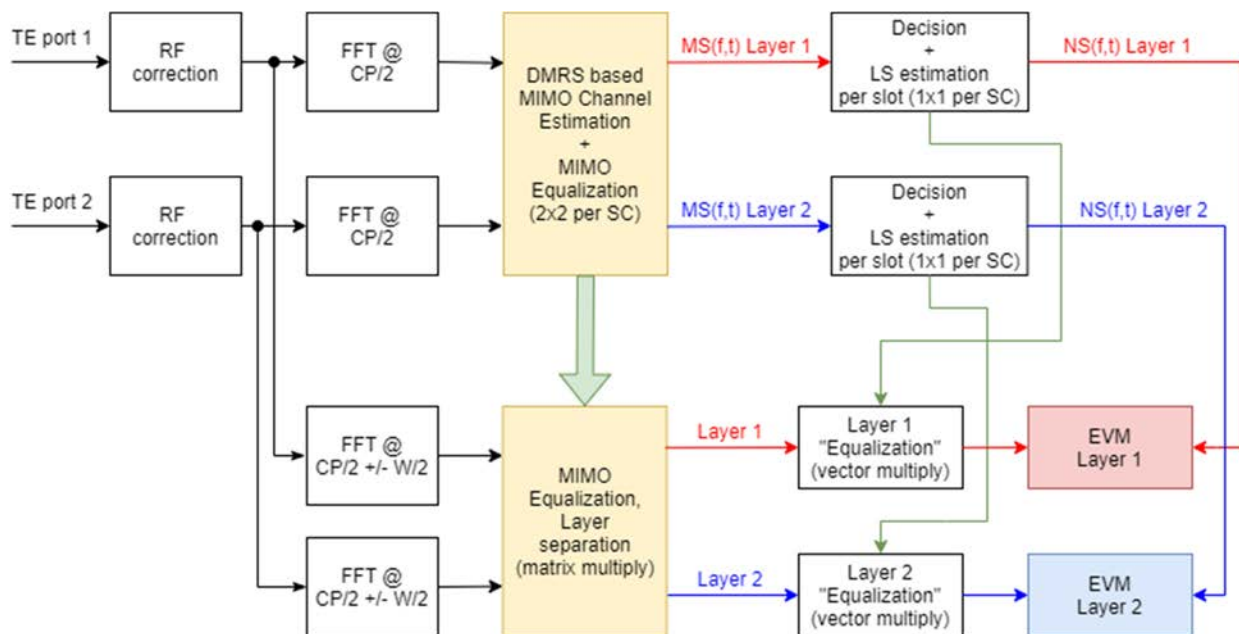 TE port 1
RF
correction
FFT @
CP/2
DMRS based
MIMO Channel
Estimation
+
MIMO
Equalization
(2x2 per SC)
MS(f,t) Layer 1
Decision
+
LS estimation
per slot (1x1 per SC)
NS(f,t) Layer 1
TE port 2
RF
correction
FFT @
CP/2
MS(f,t) Layer 2
Decision
+
LS estimation
per slot (1x1 per SC)
NS(f,t) Layer 2
FFT @
CP/2 +/- W/2
MIMO
Equalization,
Layer
separation
(matrix multiply)
Layer 1
Layer 1
"Equalization"
(vector multiply)
EVM
Layer 1
FFT @
CP/2 +/- W/2
Layer 2
Layer 2
"Equalization"
(vector multiply)
EVM
Layer 2